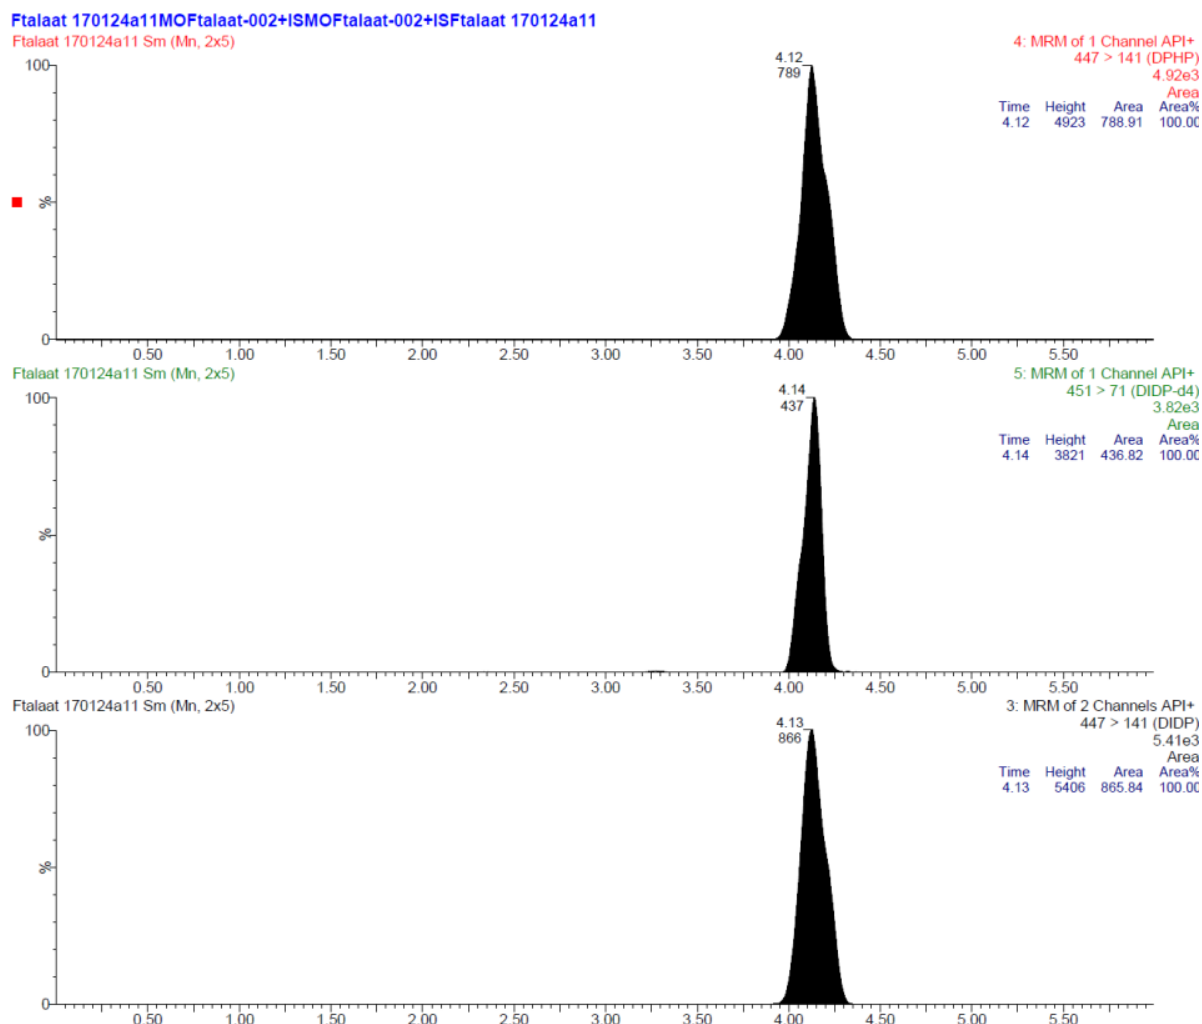 Ftalaat 170124a11MOFtalaat-002+ISMOFtalaat-002+ISFtalaat 170124a11
Ftalaat 170124a11 Sm (Mn, 2x5)
4: MRM of 1 Channel API+
447 > 141 (DPHP)
4.92e3
Area
Time Height Area Area%
4.12 4923 788.91 100.00
4.12
789
100
%
0
0.50 1.00 1.50 2.00 2.50 3.00 3.50 4.00 4.50 5.00 5.50
Ftalaat 170124a11 Sm (Mn, 2x5)
5: MRM of 1 Channel API+
451 > 71 (DIDP-d4)
3.82e3
Area
Time Height Area Area%
4.14 3821 436.82 100.00
4.14
437
100
%
0
0.50 1.00 1.50 2.00 2.50 3.00 3.50 4.00 4.50 5.00 5.50
Ftalaat 170124a11 Sm (Mn, 2x5)
3: MRM of 2 Channels API+
447 > 141 (DIDP)
5.41e3
Area
Time Height Area Area%
4.13 5406 865.84 100.00
4.13
866
100
%
0
0.50 1.00 1.50 2.00 2.50 3.00 3.50 4.00 4.50 5.00 5.50